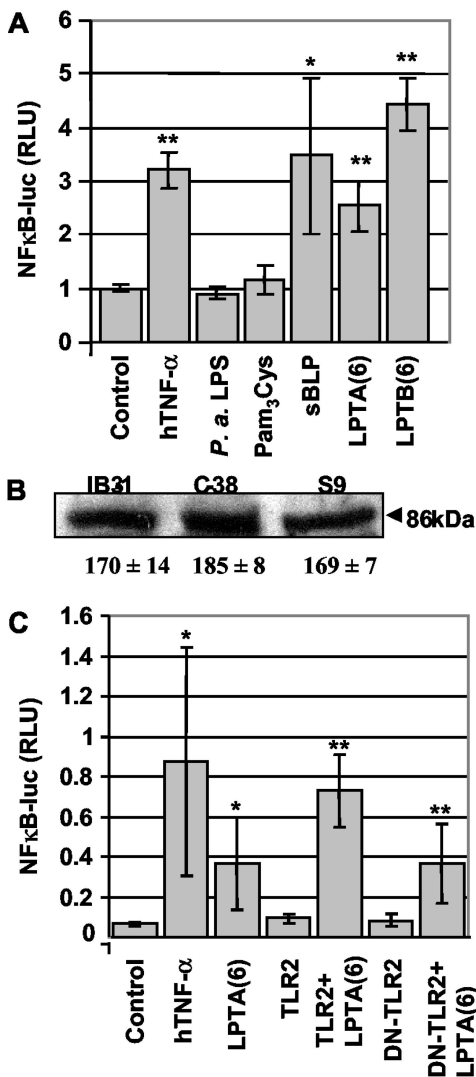 A
NFκB-luc (RLU)
6
5
4
3
2
1
0
*
**
**
**
Control
hTNF-α
P. a. LPS
Pam₃Cys
sBLP
LPTA(6)
LPTB(6)
B
IB3-1 C-38 S9
86kDa
170 ± 14 185 ± 8 169 ± 7
C
NFκB-luc (RLU)
1.6
1.4
1.2
1
0.8
0.6
0.4
0.2
0
*
*
**
**
Control
hTNF-α
LPTA(6)
TLR2
TLR2+
LPTA(6)
DN-TLR2
DN-TLR2+
LPTA(6)